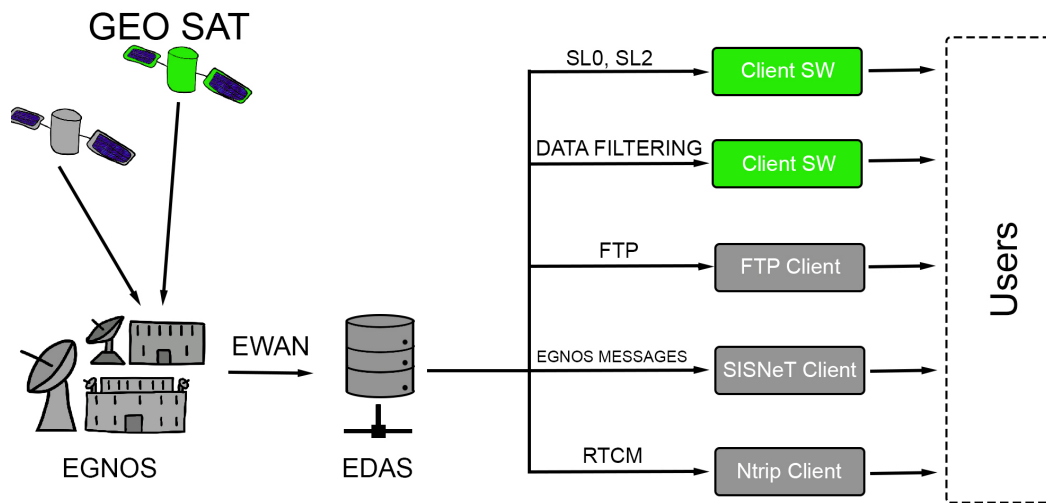 GEO SAT
SL0, SL2
Client SW
DATA FILTERING
Client SW
FTP
FTP Client
EWAN
EGNOS MESSAGES
SISNeT Client
EGNOS
EDAS
RTCM
Ntrip Client
Users